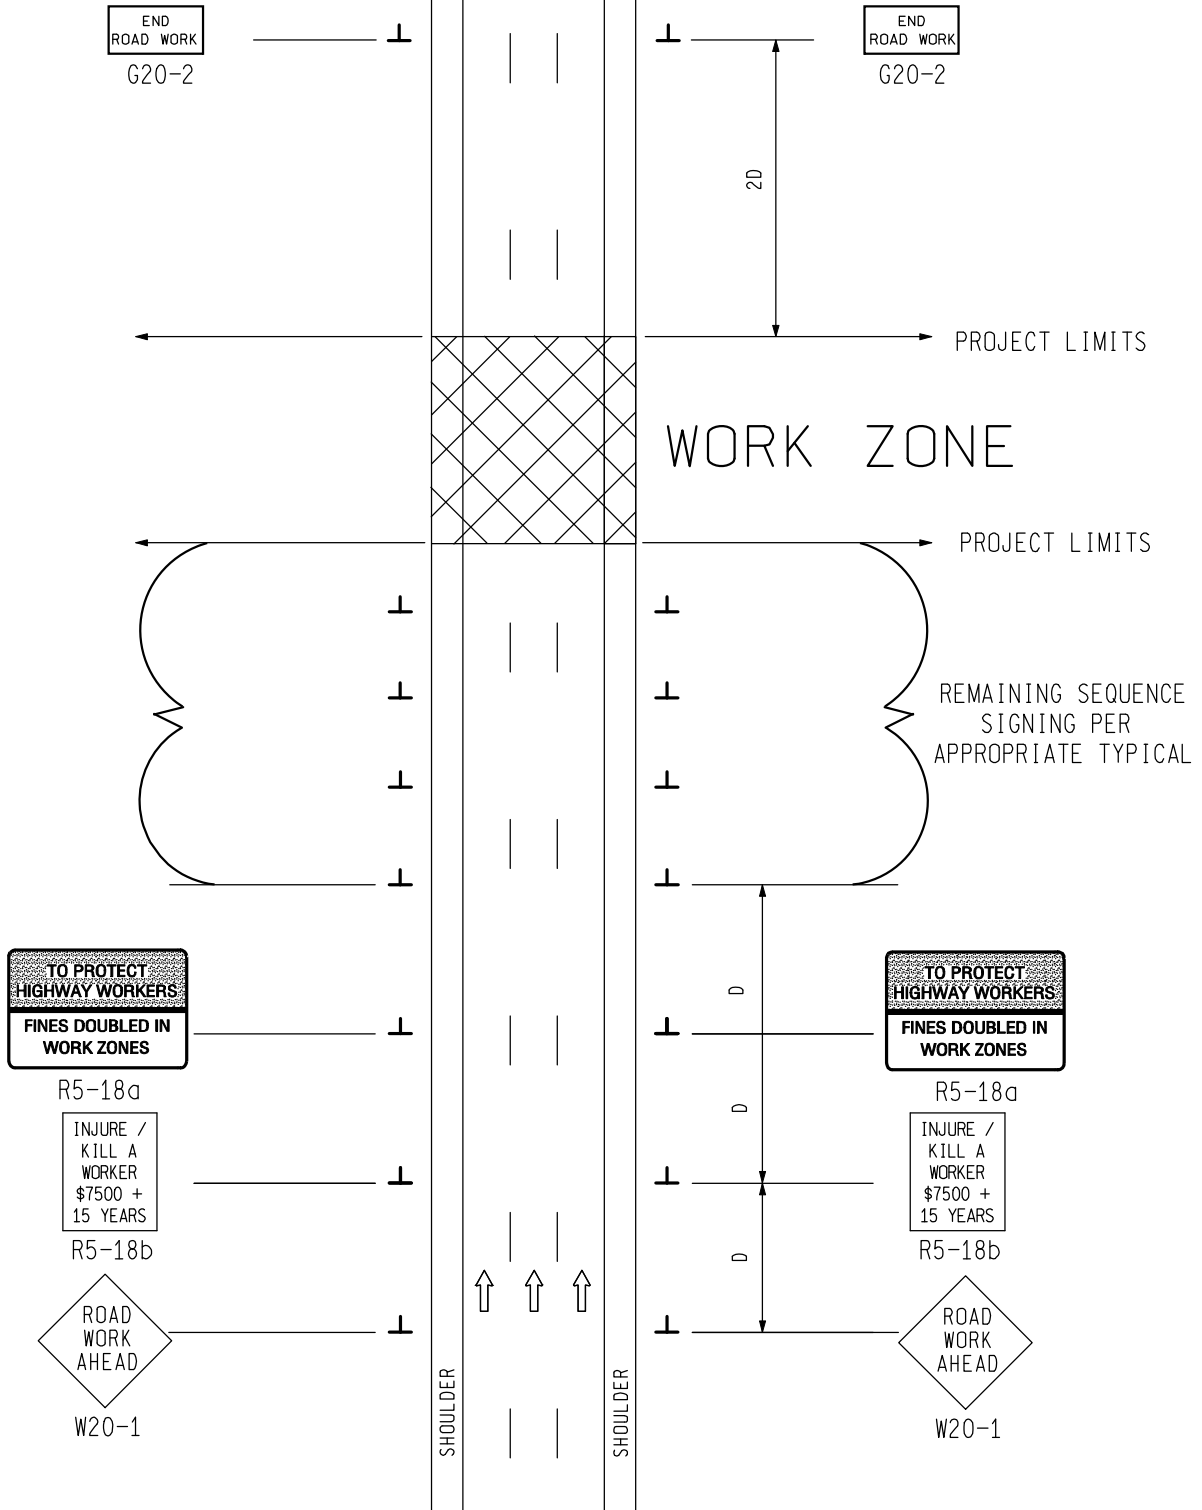 END
ROAD WORK
G20-2
END
ROAD WORK
G20-2
2D
PROJECT LIMITS
WORK ZONE
PROJECT LIMITS
REMAINING SEQUENCE
SIGNING PER
APPROPRIATE TYPICAL
TO PROTECT
HIGHWAY WORKERS
FINES DOUBLED IN
WORK ZONES
R5-18a
D
TO PROTECT
HIGHWAY WORKERS
FINES DOUBLED IN
WORK ZONES
R5-18a
INJURE /
KILL A
WORKER
$7500 +
15 YEARS
R5-18b
D
INJURE /
KILL A
WORKER
$7500 +
15 YEARS
R5-18b
D
ROAD
WORK
AHEAD
W20-1
SHOULDER
SHOULDER
ROAD
WORK
AHEAD
W20-1